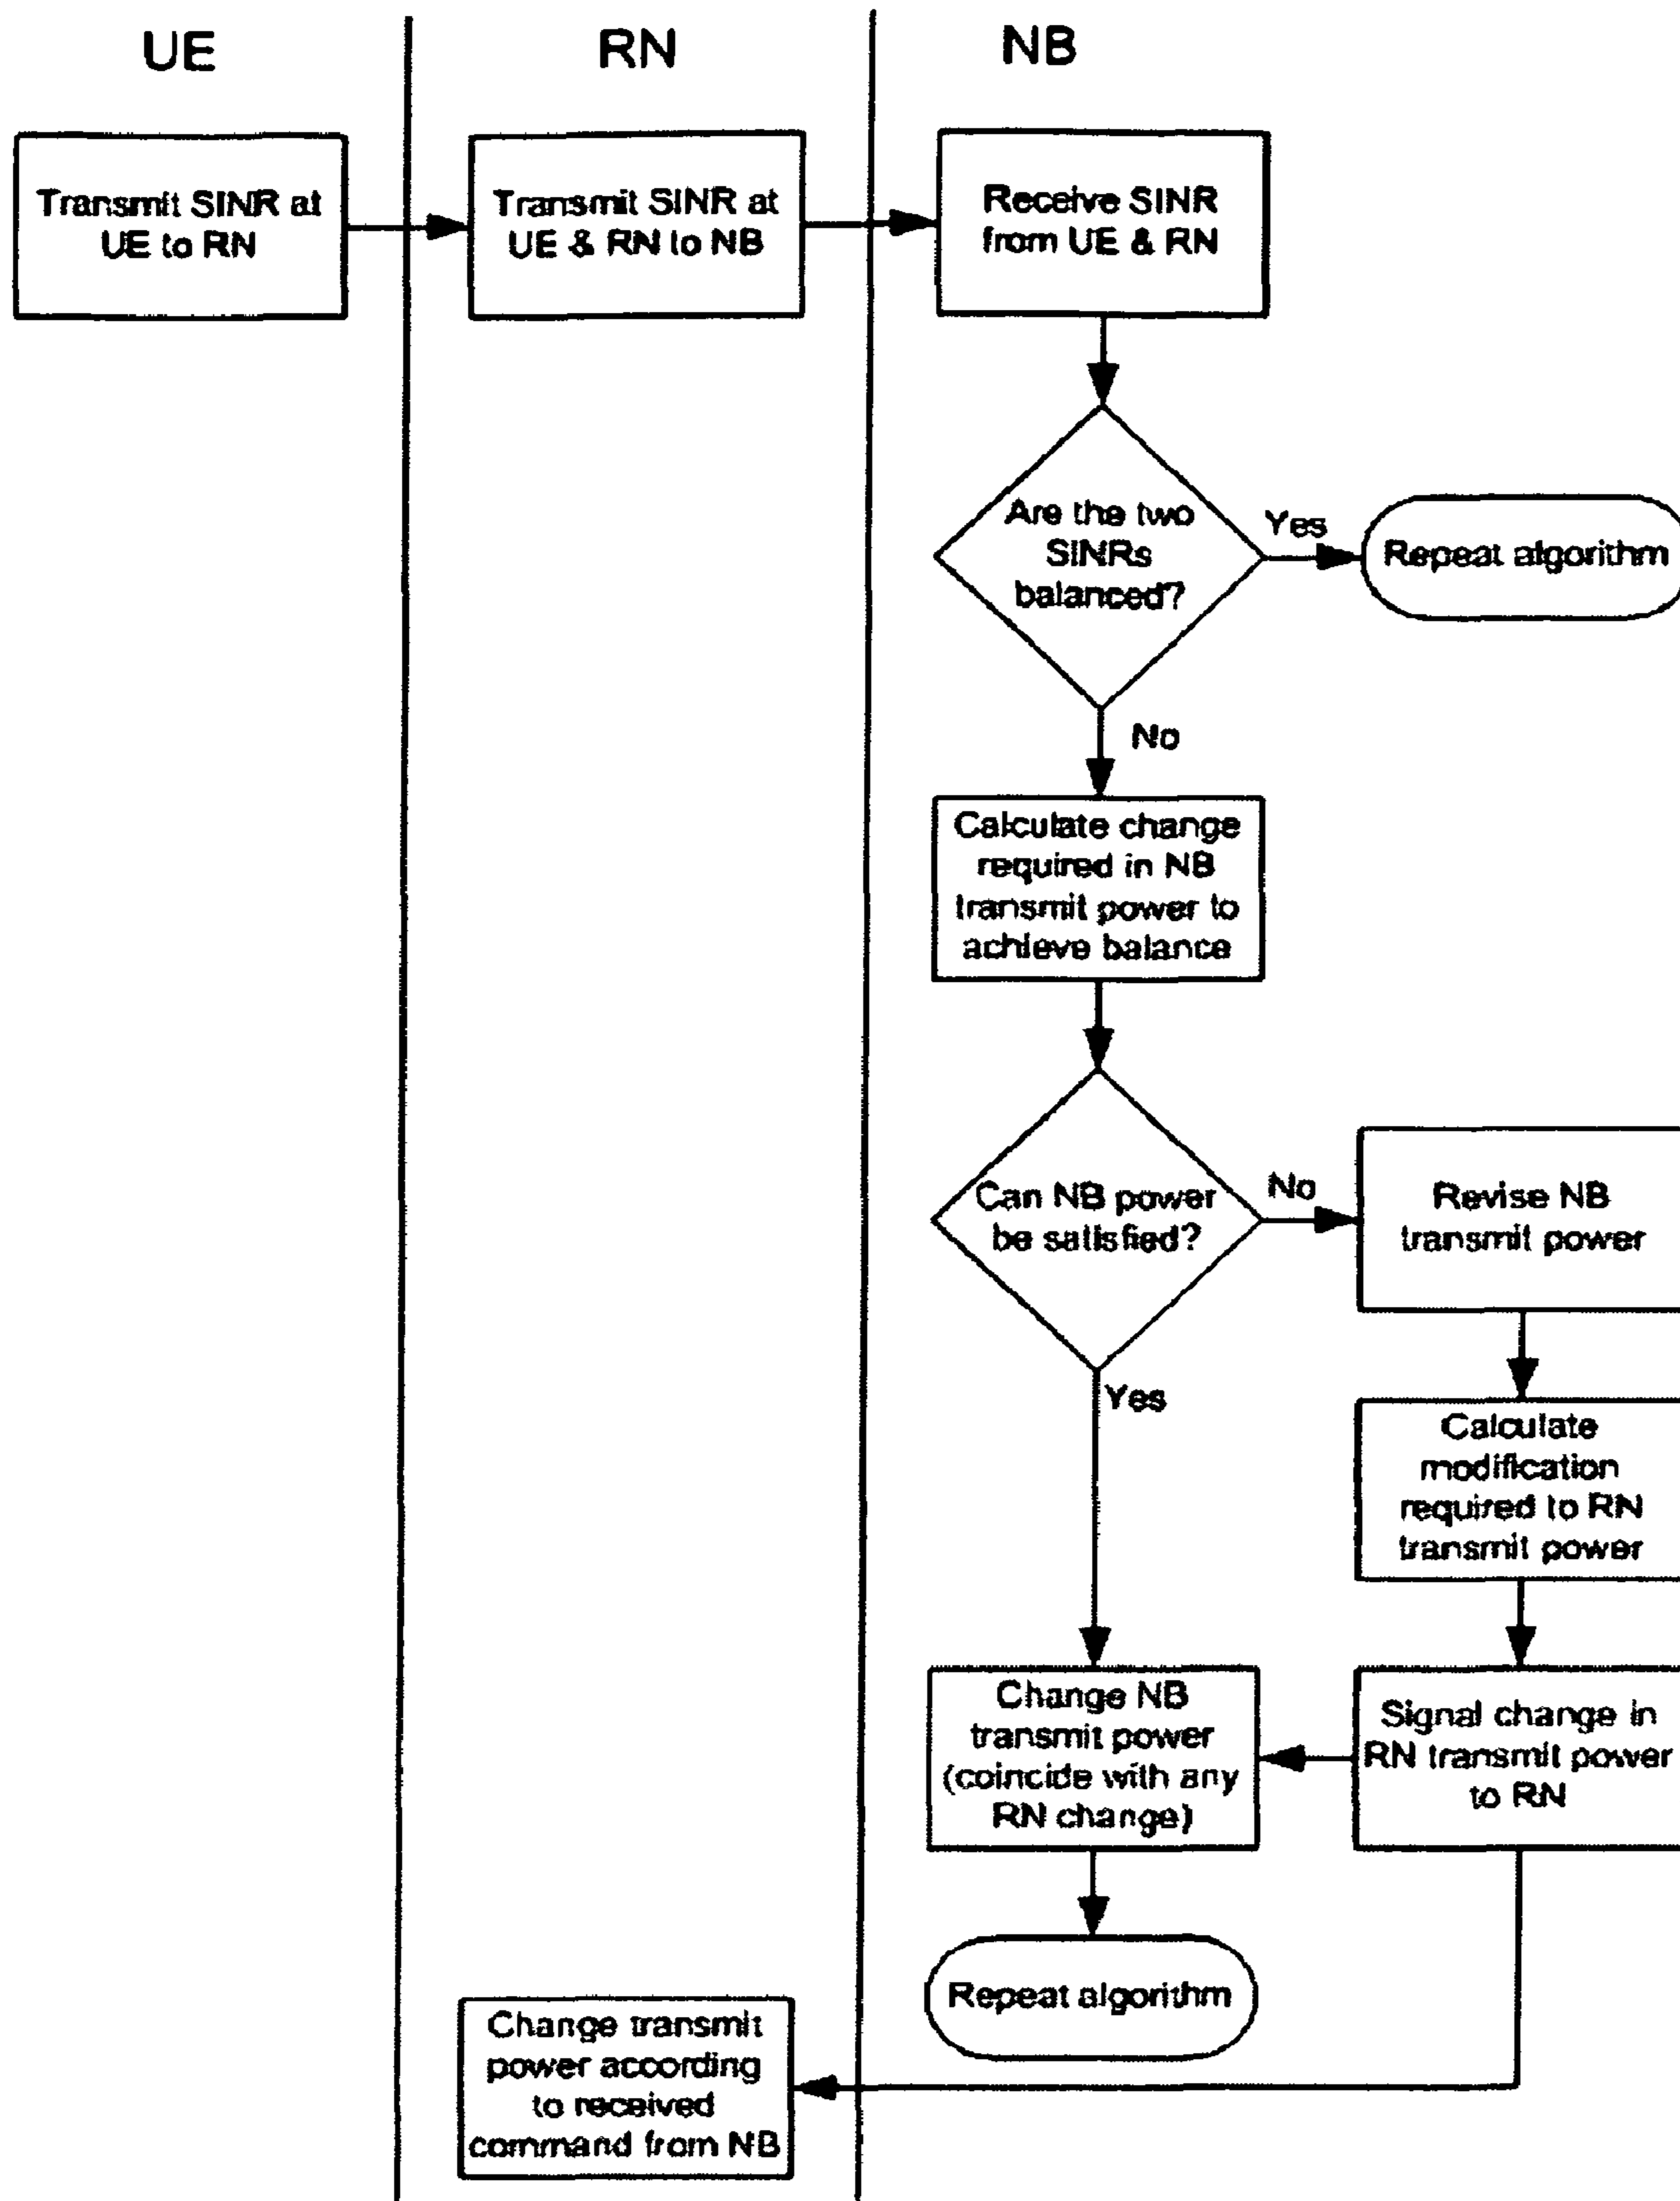 UE
RN
NB
Transmit SINR at
UE to RN
Transmit SINR at
UE & RN to NB
Receive SINR
from UE & RN
Are the two
SINRs
balanced?
Yes
Repeat algorithm
No
Calculate change
required in NB
transmit power to
achieve balance
Can NB power
be satisfied?
No
Revise NB
transmit power
Yes
Calculate
modification
required to RN
transmit power
Change NB
transmit power
(coincide with any
RN change)
Signal change in
RN transmit power
to RN
Repeat algorithm
Change transmit
power according
to received
command from NB